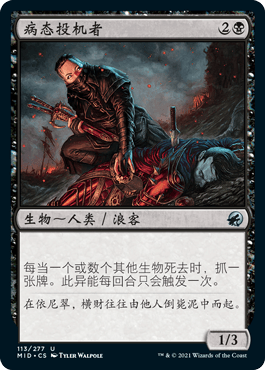 病态投机者 2
生物～人类／浪客
每当一个或数个其他生物死去时，抓一
张牌。此异能每回合只会触发一次。
在依尼翠，横财往往由他人倒毙泥中而起。
1/3
113/277 U
MID • CS TYLER WALPOLE
™ & © 2021 Wizards of the Coast